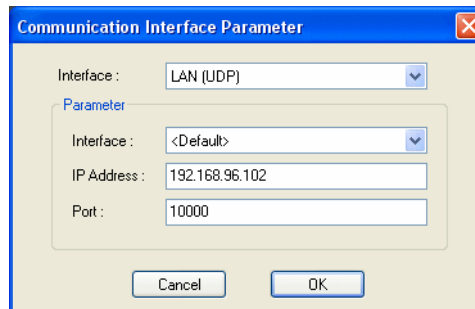 Communication Interface Parameter
Interface : LAN (UDP)
Parameter
Interface : <Default>
IP Address : 192.168.96.102
Port : 10000
Cancel OK